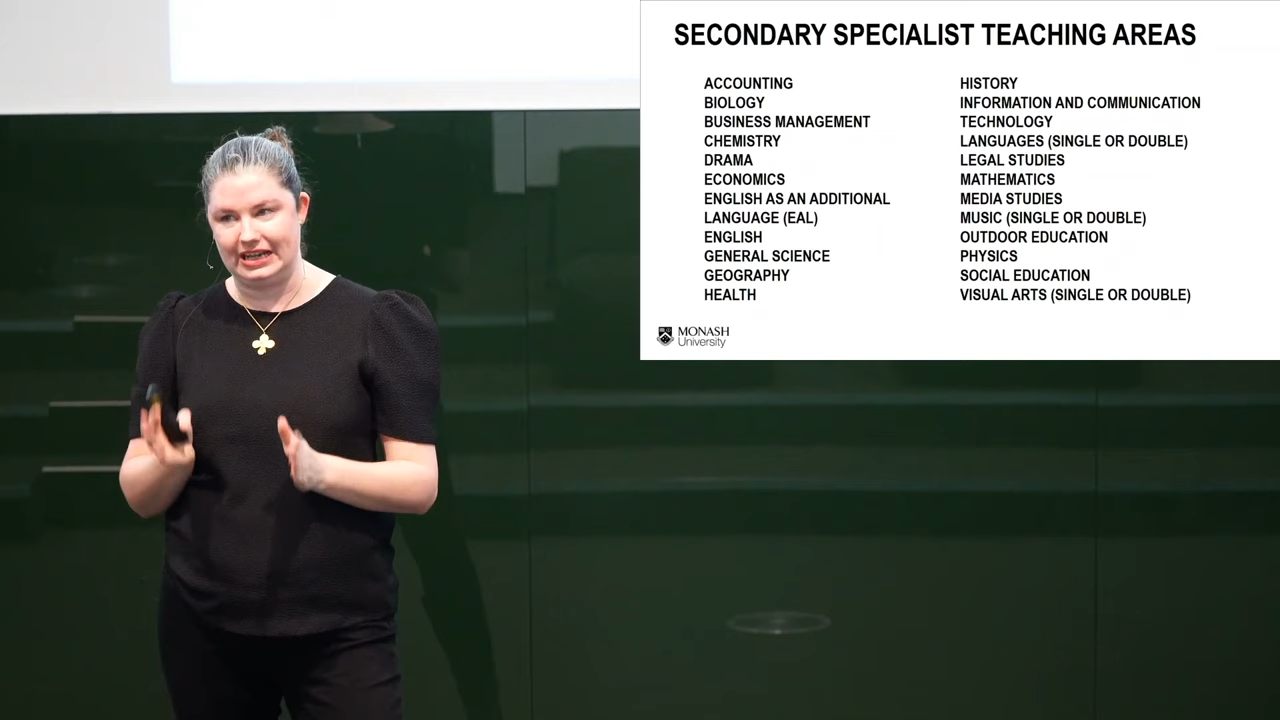 SECONDARY SPECIALIST TEACHING AREAS
ACCOUNTING
BIOLOGY
BUSINESS MANAGEMENT
CHEMISTRY
DRAMA
ECONOMICS
ENGLISH AS AN ADDITIONAL
LANGUAGE (EAL)
ENGLISH
GENERAL SCIENCE
GEOGRAPHY
HEALTH
HISTORY
INFORMATION AND COMMUNICATION
TECHNOLOGY
LANGUAGES (SINGLE OR DOUBLE)
LEGAL STUDIES
MATHEMATICS
MEDIA STUDIES
MUSIC (SINGLE OR DOUBLE)
OUTDOOR EDUCATION
PHYSICS
SOCIAL EDUCATION
VISUAL ARTS (SINGLE OR DOUBLE)
MONASH
University